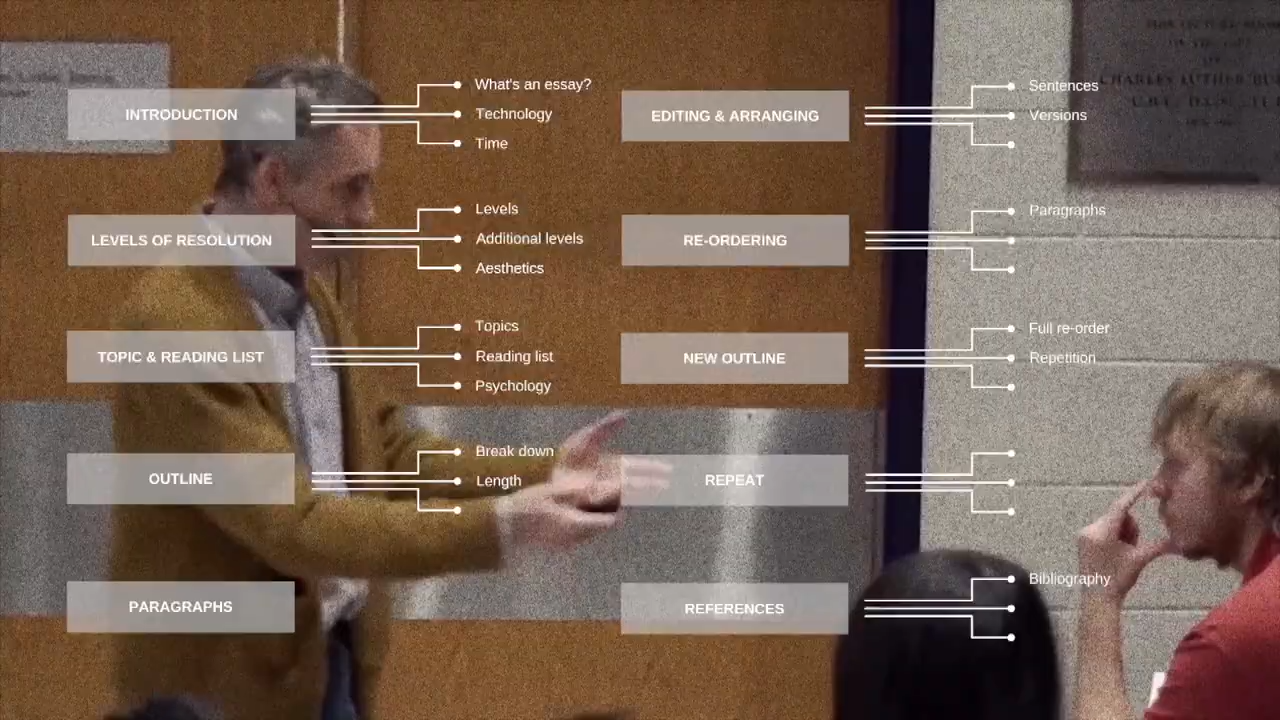 INTRODUCTION
What's an essay?
Technology
Time
LEVELS OF RESOLUTION
Levels
Additional levels
Aesthetics
TOPIC & READING LIST
Topics
Reading list
Psychology
OUTLINE
Break down
Length
PARAGRAPHS
EDITING & ARRANGING
Sentences
Versions
RE-ORDERING
Paragraphs
NEW OUTLINE
Full re-order
Repetition
REPEAT
REFERENCES
Bibliography
CHARLES LUTHER